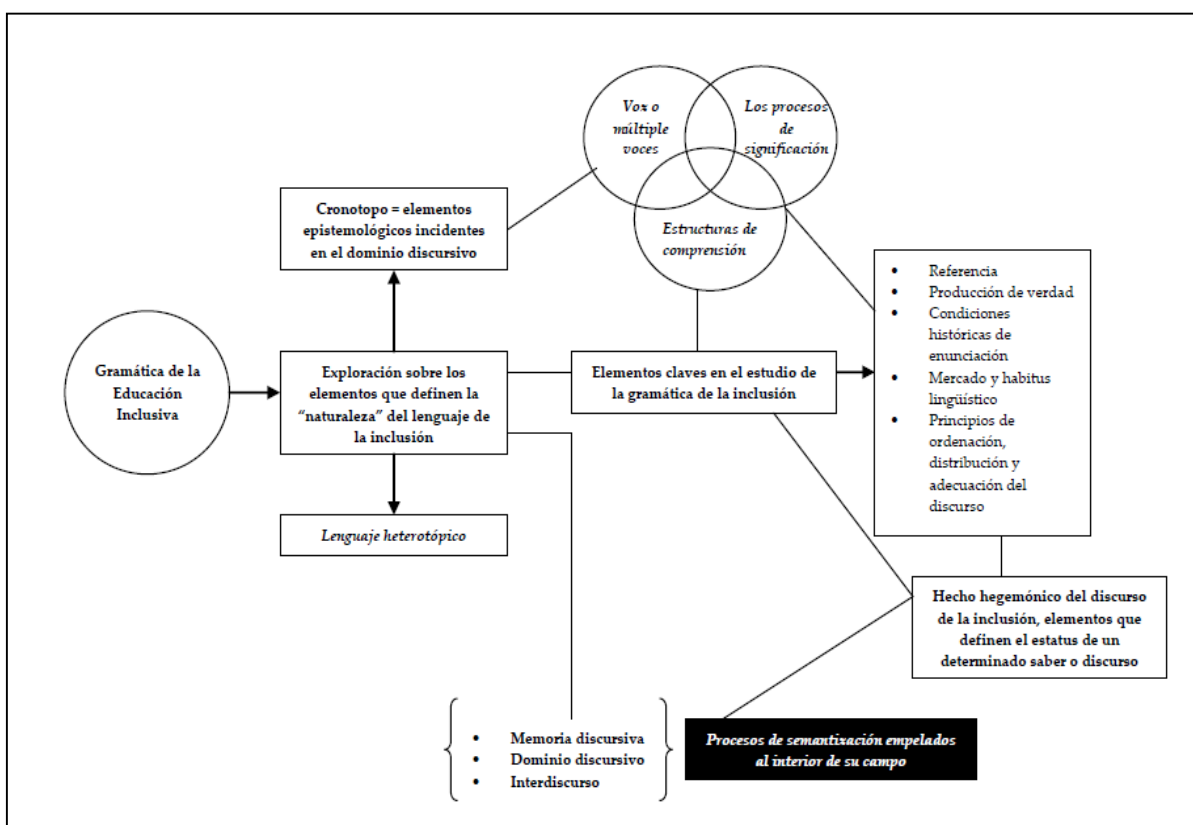 Voz o
múltiple
voces
Los procesos
de
significación
Estructuras de
comprensión
Cronotopo = elementos
epistemológicos incidentes
en el dominio discursivo
Gramática de la
Educación
Inclusiva
Exploración sobre los
elementos que definen la
“naturaleza” del lenguaje de
la inclusión
Elementos claves en el estudio de
la gramática de la inclusión
• Referencia
• Producción de verdad
• Condiciones
históricas de
enunciación
• Mercado y habitus
lingüístico
• Principios de
ordenación,
distribución y
adecuación del
discurso
Lenguaje heterotópico
Hecho hegemónico del discurso
de la inclusión, elementos que
definen el estatus de un
determinado saber o discurso
• Memoria discursiva
• Dominio discursivo
• Interdiscurso
Procesos de semantización empelados
al interior de su campo